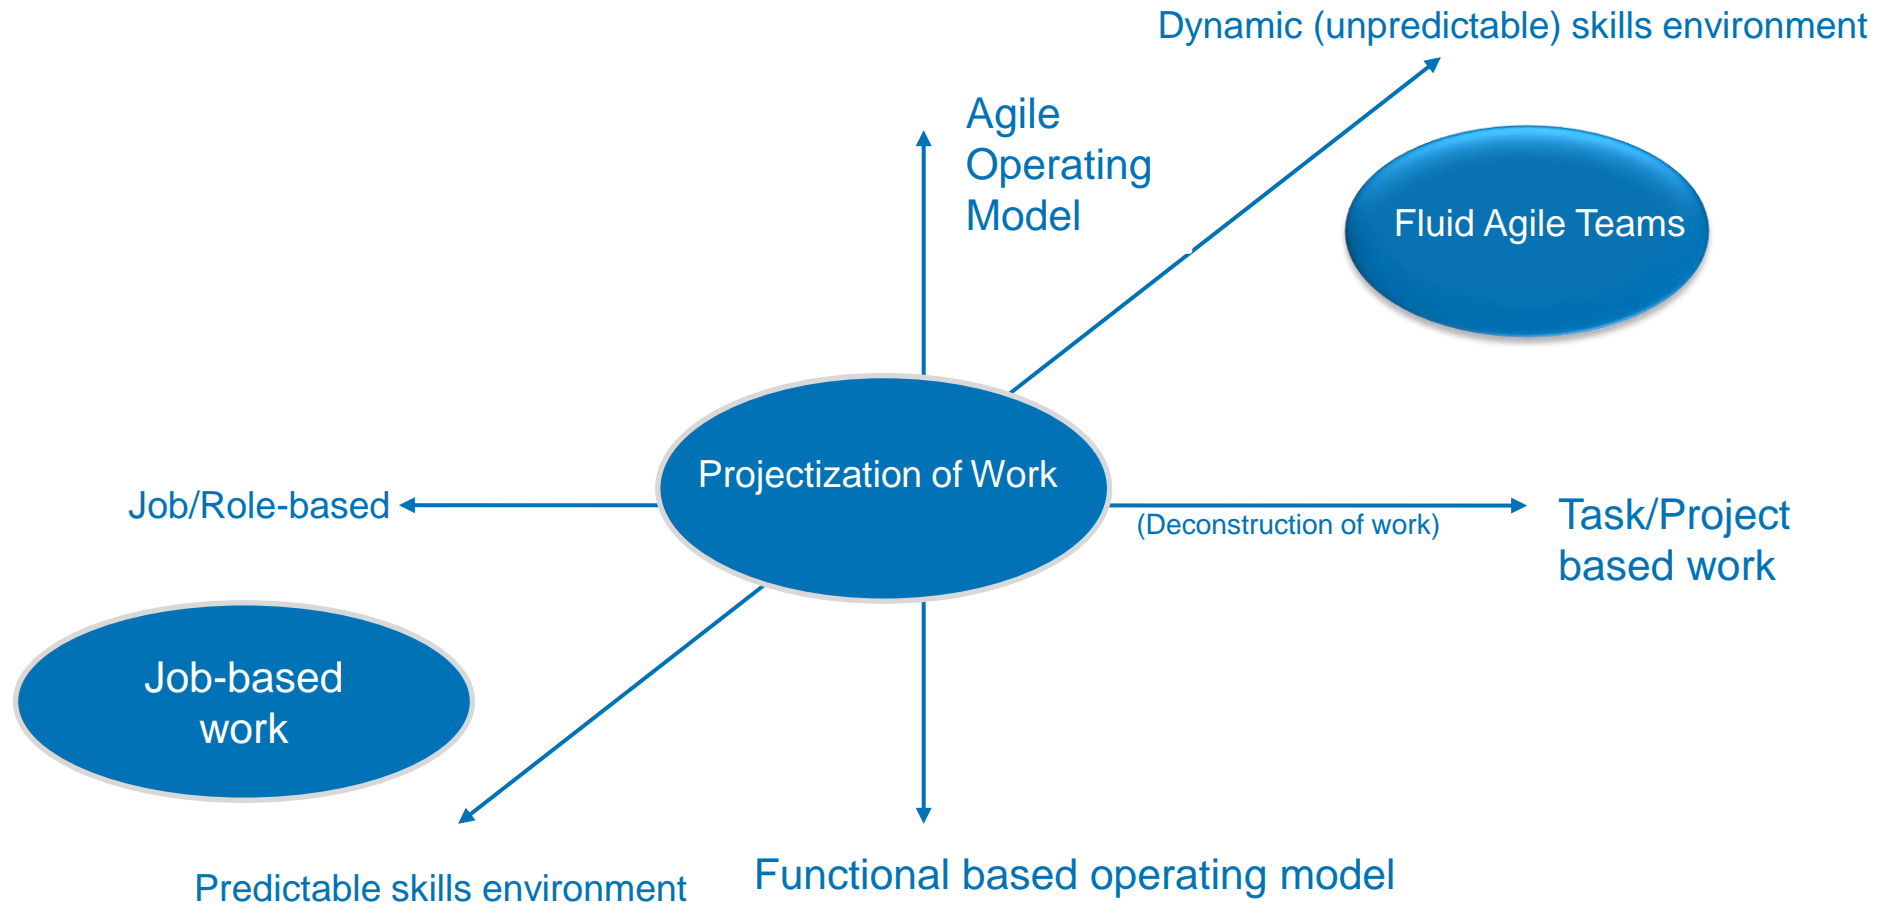 Dynamic (unpredictable) skills environment
Agile
Operating
Model
Fluid Agile Teams
Projectization of Work
Job/Role-based
(Deconstruction of work)
Task/Project
based work
Job-based
work
Predictable skills environment
Functional based operating model